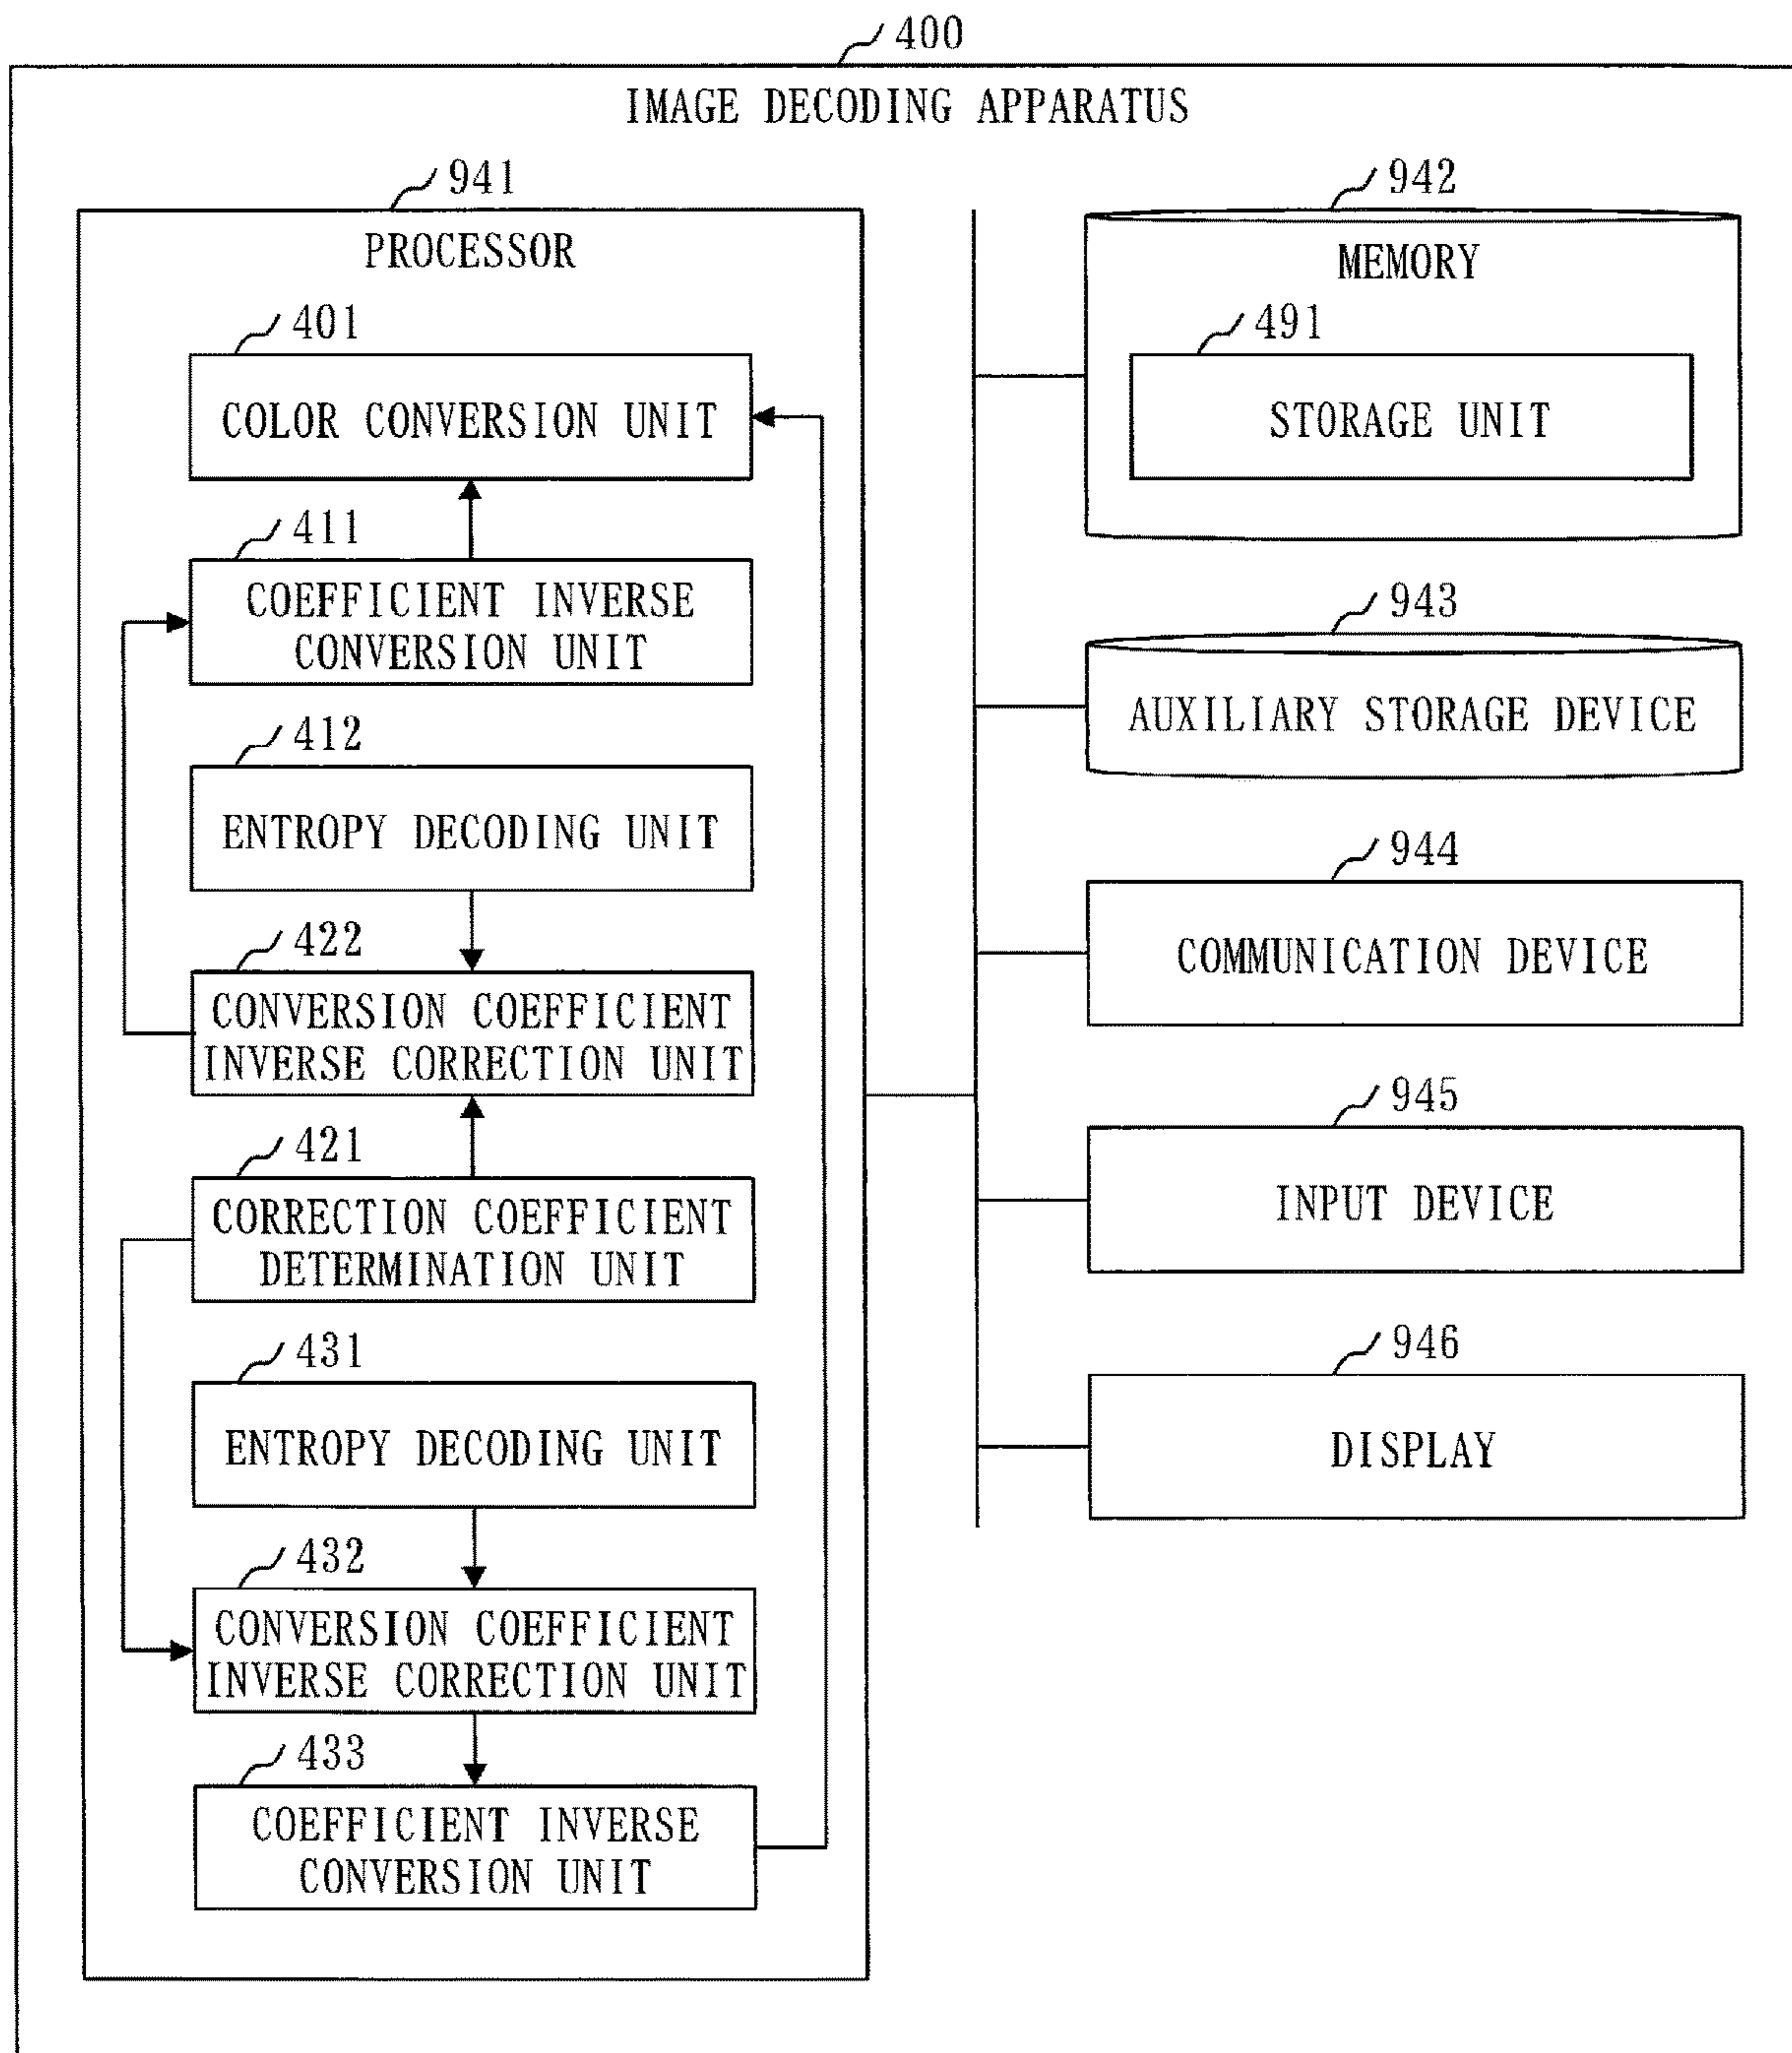 400
IMAGE DECODING APPARATUS
941
PROCESSOR
401
COLOR CONVERSION UNIT
411
COEFFICIENT INVERSE
CONVERSION UNIT
412
ENTROPY DECODING UNIT
422
CONVERSION COEFFICIENT
INVERSE CORRECTION UNIT
421
CORRECTION COEFFICIENT
DETERMINATION UNIT
431
ENTROPY DECODING UNIT
432
CONVERSION COEFFICIENT
INVERSE CORRECTION UNIT
433
COEFFICIENT INVERSE
CONVERSION UNIT
942
MEMORY
491
STORAGE UNIT
943
AUXILIARY STORAGE DEVICE
944
COMMUNICATION DEVICE
945
INPUT DEVICE
946
DISPLAY